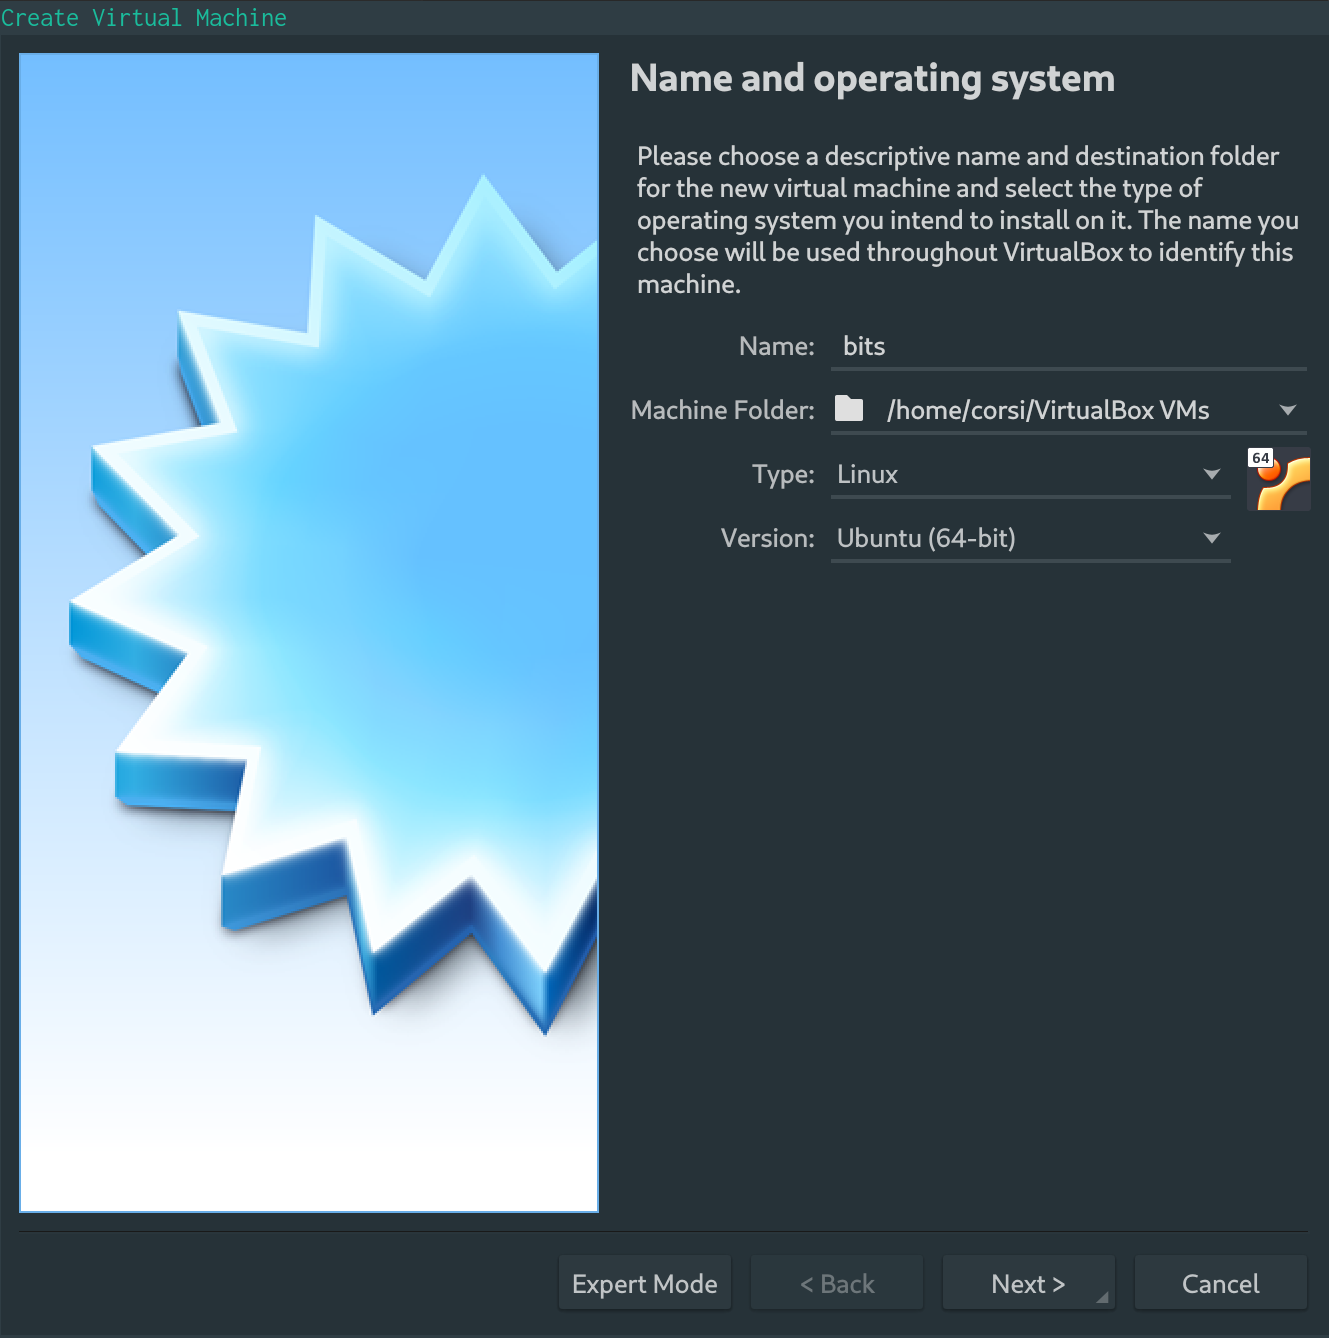 Create Virtual Machine
Name and operating system
Please choose a descriptive name and destination folder
for the new virtual machine and select the type of
operating system you intend to install on it. The name you
choose will be used throughout VirtualBox to identify this
machine.
Name: bits
Machine Folder: /home/corsi/VirtualBox VMs
Type: Linux
64
Version: Ubuntu (64-bit)
Expert Mode < Back Next > Cancel